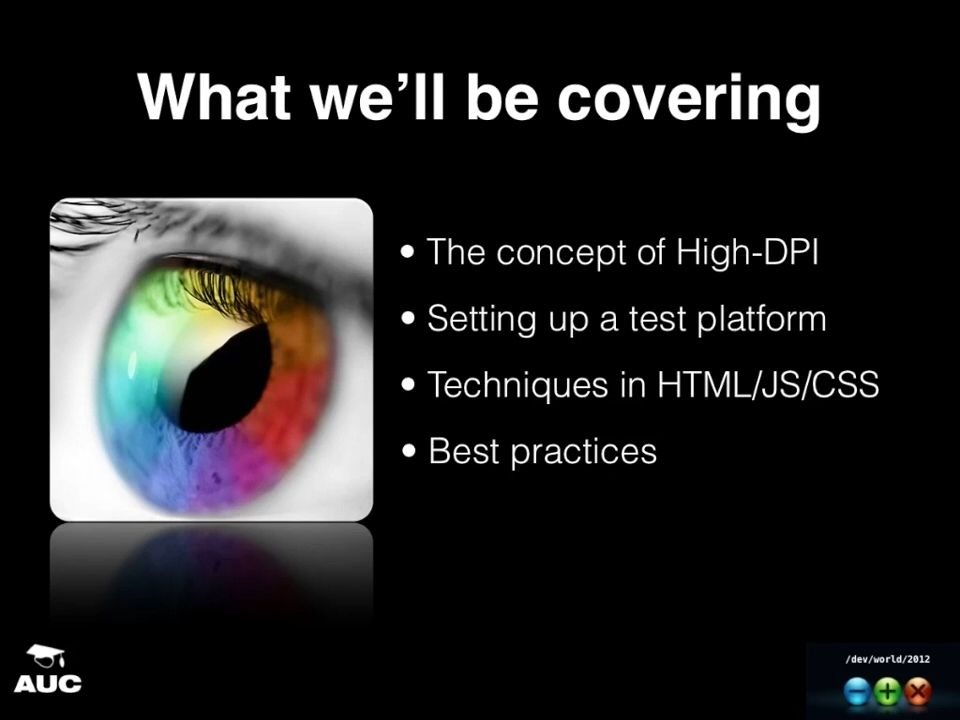 What we’ll be covering
• The concept of High-DPI
• Setting up a test platform
• Techniques in HTML/JS/CSS
• Best practices
AUC
/dev/world/2012